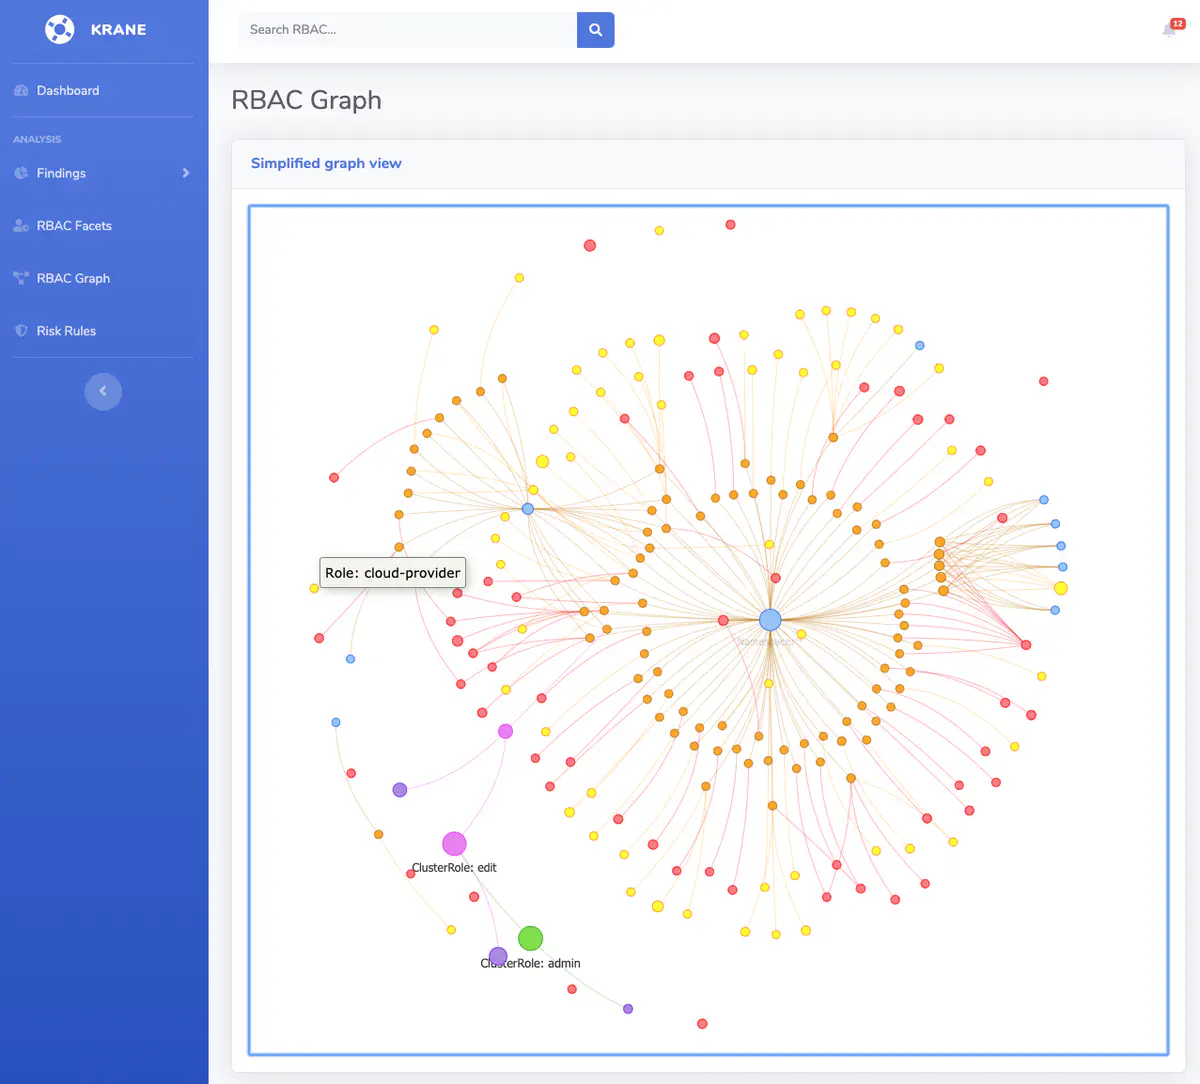 KRANE
Search RBAC...
12
Dashboard
RBAC Graph
ANALYSIS
Simplified graph view
Findings
RBAC Facets
RBAC Graph
Risk Rules
Role: cloud-provider
ClusterRole: edit
ClusterRole: admin